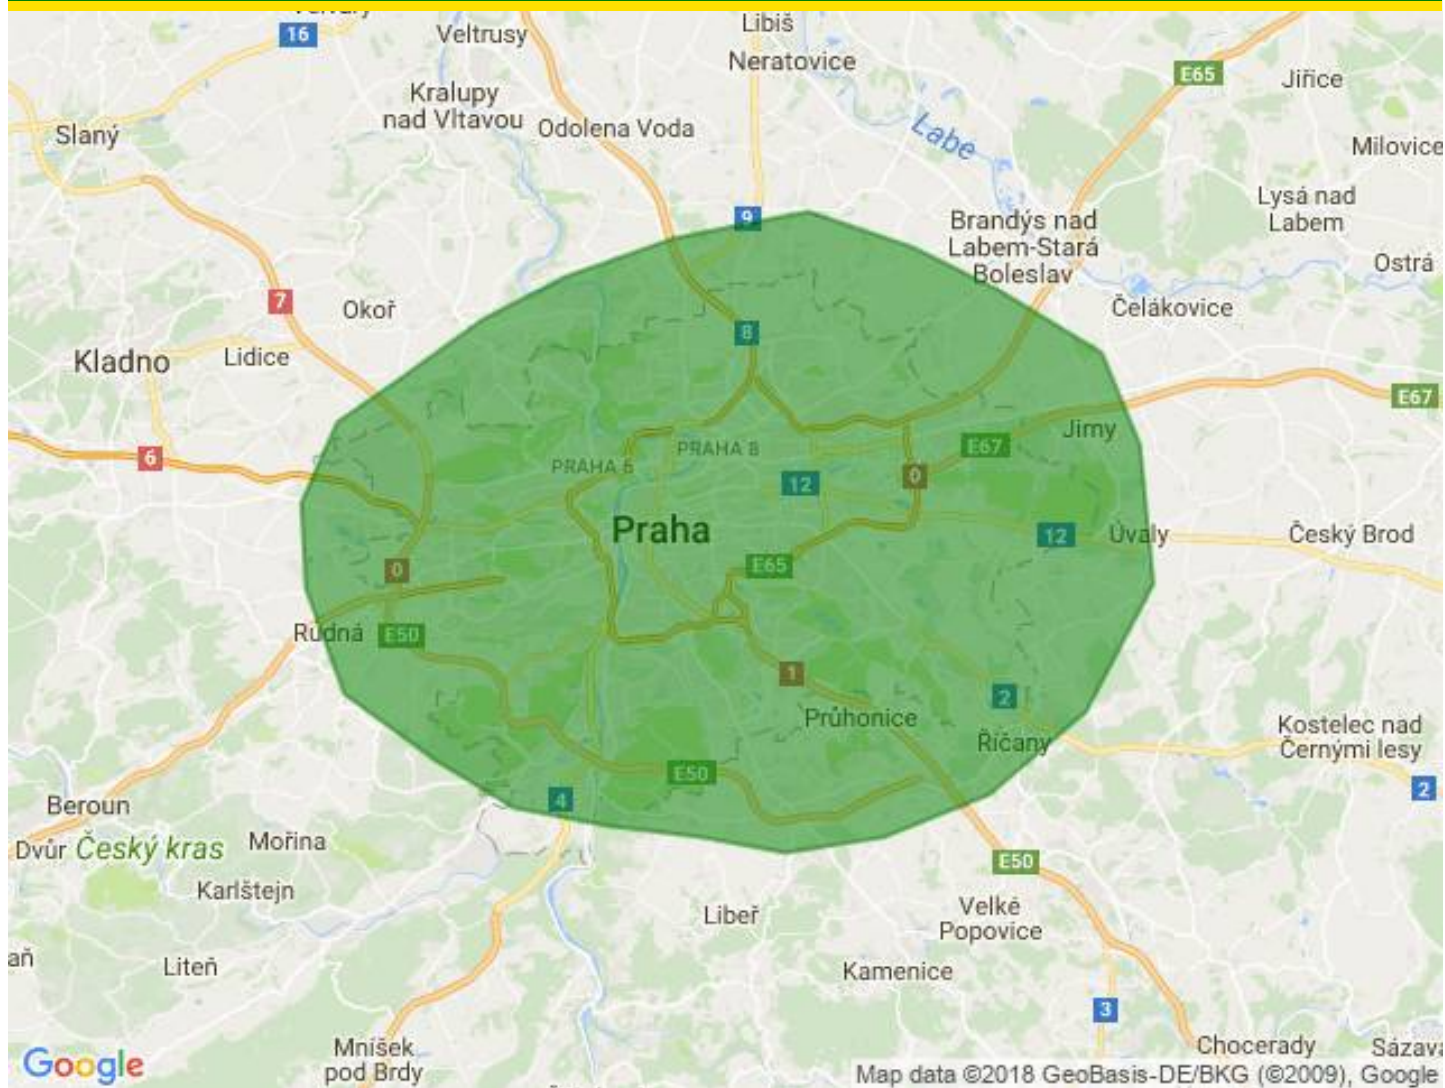 Libiš
16
Veltrusy
Neratovice
E65
Jiřice
Kralupy
nad Vltavou
Odolena Voda
Labe
Slaný
Milovice
Lysá nad
Labem
9
Brandýs nad
Labem-Stará
Boleslav
Ostrá
7
Okoř
Čelákovice
8
Kladno
Lidice
E67
Jirny
E67
PRAHA 8
6
PRAHA 6
0
12
Praha
12
Úvaly
Český Brod
0
E65
Rudná
E50
1
2
Průhonice
Říčany
Kostelec nad
Černými lesy
E50
2
4
Beroun
Mořina
Dvůr
Český kras
E50
Karlštejn
Libeř
Velké
Popovice
aň
Liteň
Kamenice
3
Mníšek
pod Brdy
Chocerady
Sázava
Google
Map data ©2018 GeoBasis-DE/BKG (©2009), Google